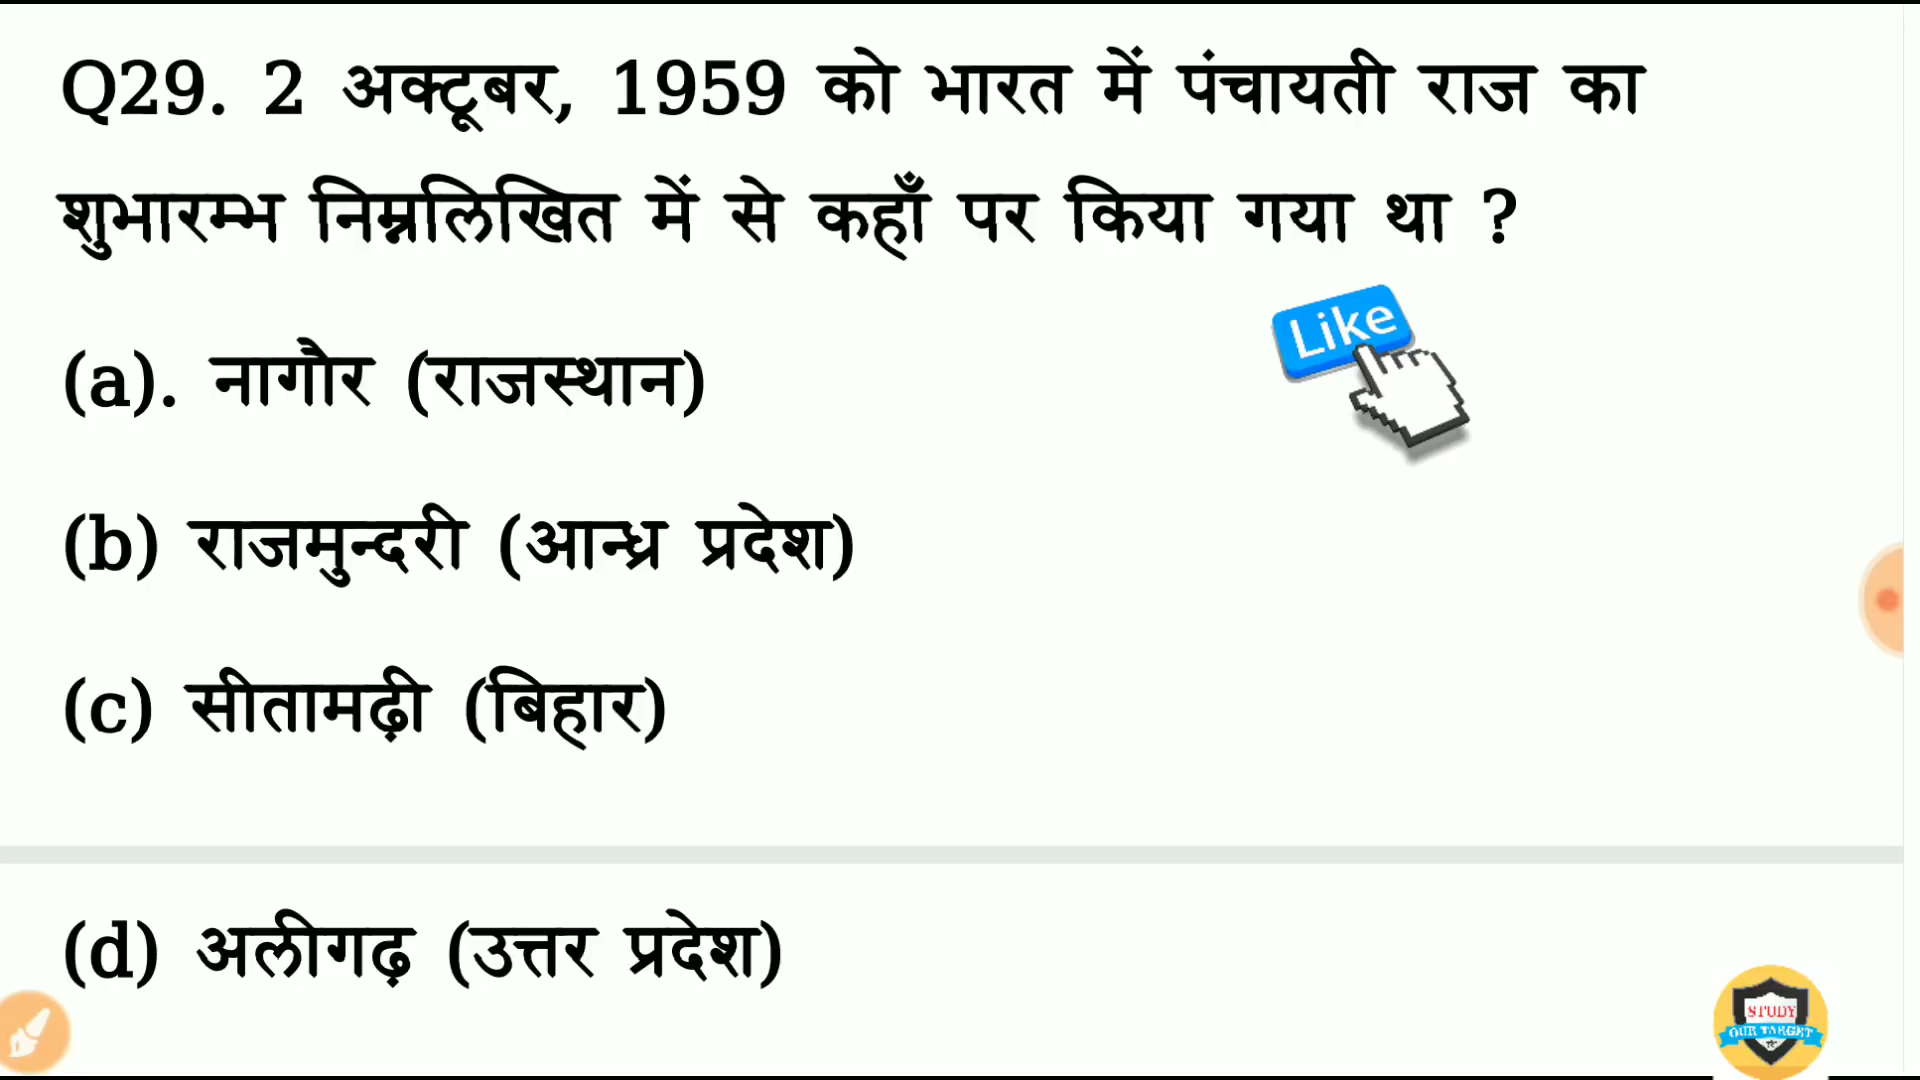 Q29. 2 अक्टूबर, 1959 को भारत में पंचायती राज का
शुभारम्भ निम्नलिखित में से कहाँ पर किया गया था ?
Like
(a). नागौर (राजस्थान)
(b) राजमुन्दरी (आन्ध्र प्रदेश)
(c) सीतामढ़ी (बिहार)
(d) अलीगढ़ (उत्तर प्रदेश)
STUDY
OUR TARGET